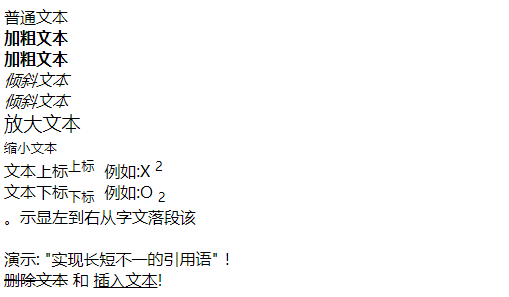 普通文本
加粗文本
加粗文本
倾斜文本
倾斜文本
放大文本
缩小文本
文本上标上标 例如:X 2
文本下标下标 例如:O 2
。示显左到右从字文落段该
演示: "实现长短不一的引用语" !
删除文本 和 插入文本!